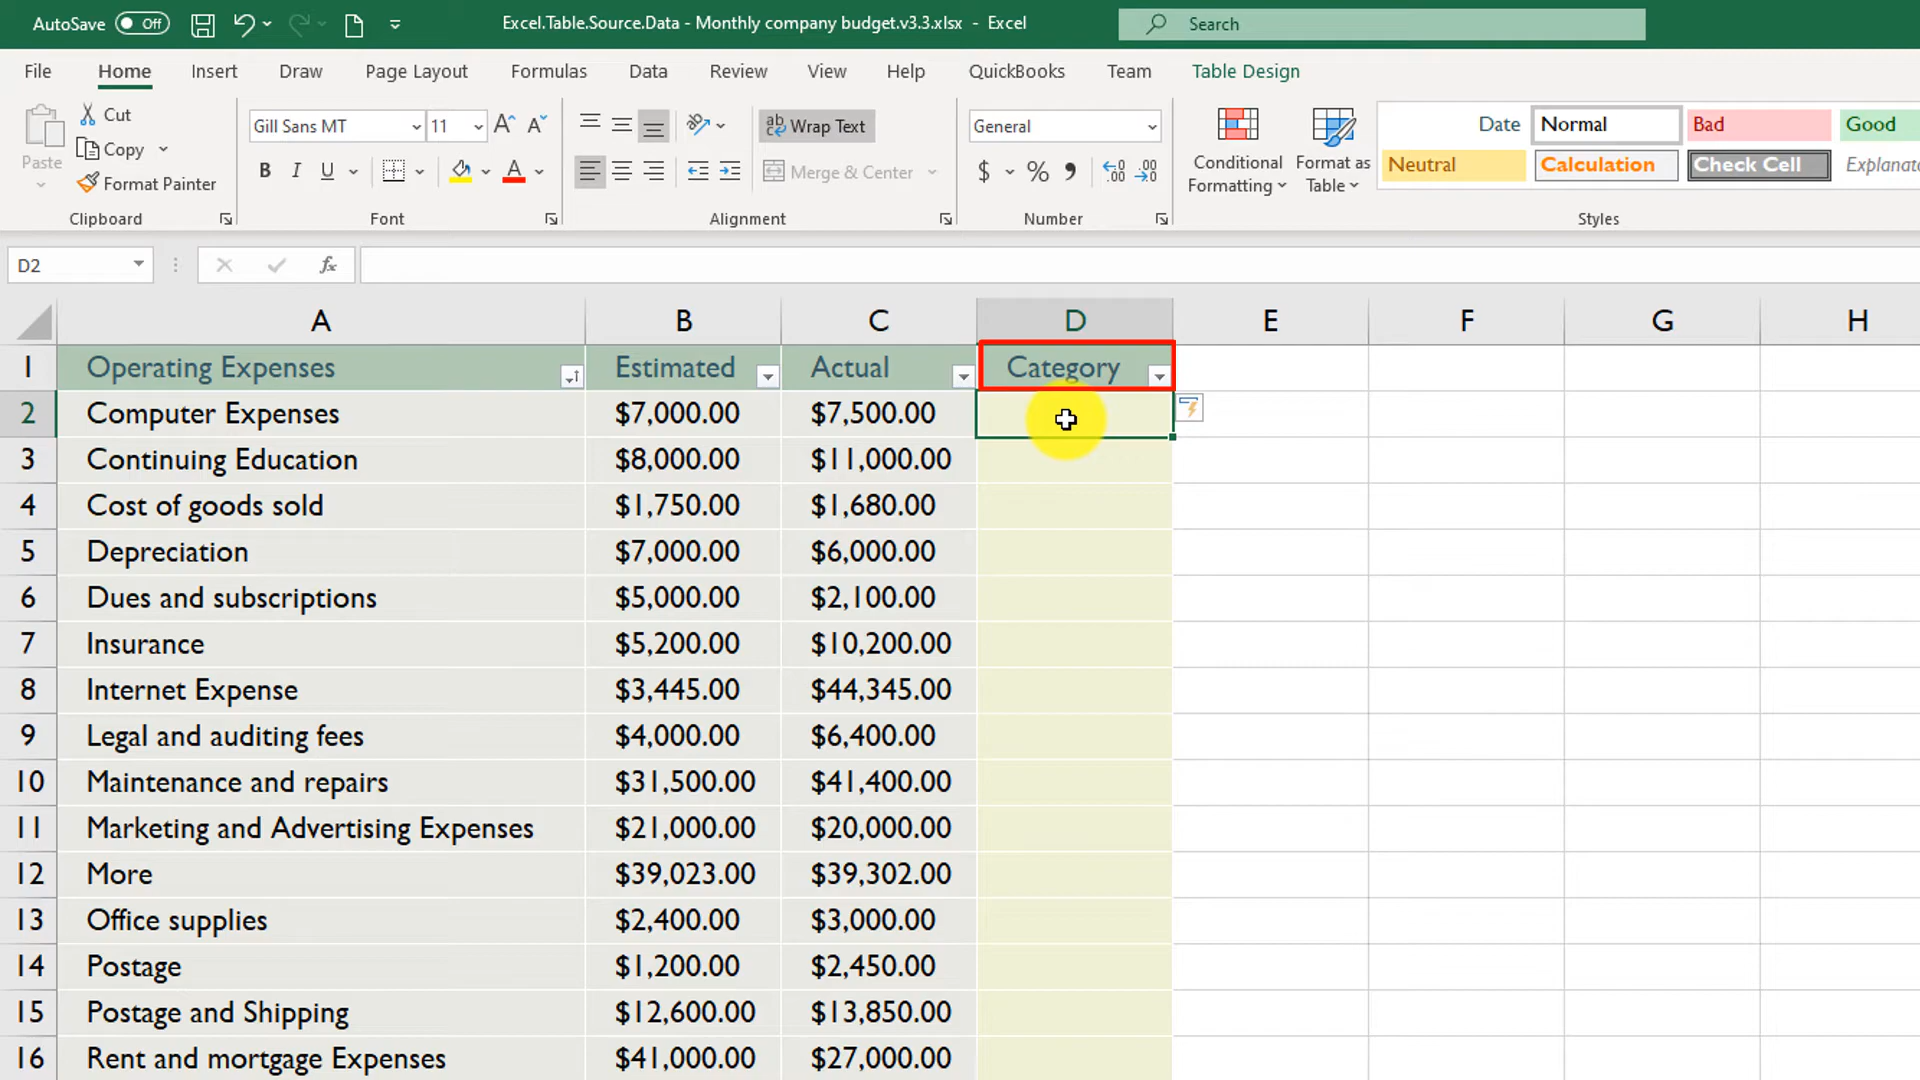 AutoSave Off Excel.Table.Source.Data - Monthly company budget.v3.3.xlsx - Excel Search
File Home Insert Draw Page Layout Formulas Data Review View Help QuickBooks Team Table Design
Paste Cut Gill Sans MT 11 A A ab Wrap Text General Conditional Formatting Format as Table Date Normal Bad Good
Copy B I U A Merge & Center $ % , .00 .00 Neutral Calculation Check Cell Explanato
Format Painter
Clipboard Font Alignment Number Styles
D2 fx
A B C D E F G H
1 Operating Expenses Estimated Actual Category
2 Computer Expenses $7,000.00 $7,500.00
3 Continuing Education $8,000.00 $11,000.00
4 Cost of goods sold $1,750.00 $1,680.00
5 Depreciation $7,000.00 $6,000.00
6 Dues and subscriptions $5,000.00 $2,100.00
7 Insurance $5,200.00 $10,200.00
8 Internet Expense $3,445.00 $44,345.00
9 Legal and auditing fees $4,000.00 $6,400.00
10 Maintenance and repairs $31,500.00 $41,400.00
11 Marketing and Advertising Expenses $21,000.00 $20,000.00
12 More $39,023.00 $39,302.00
13 Office supplies $2,400.00 $3,000.00
14 Postage $1,200.00 $2,450.00
15 Postage and Shipping $12,600.00 $13,850.00
16 Rent and mortgage Expenses $41,000.00 $27,000.00